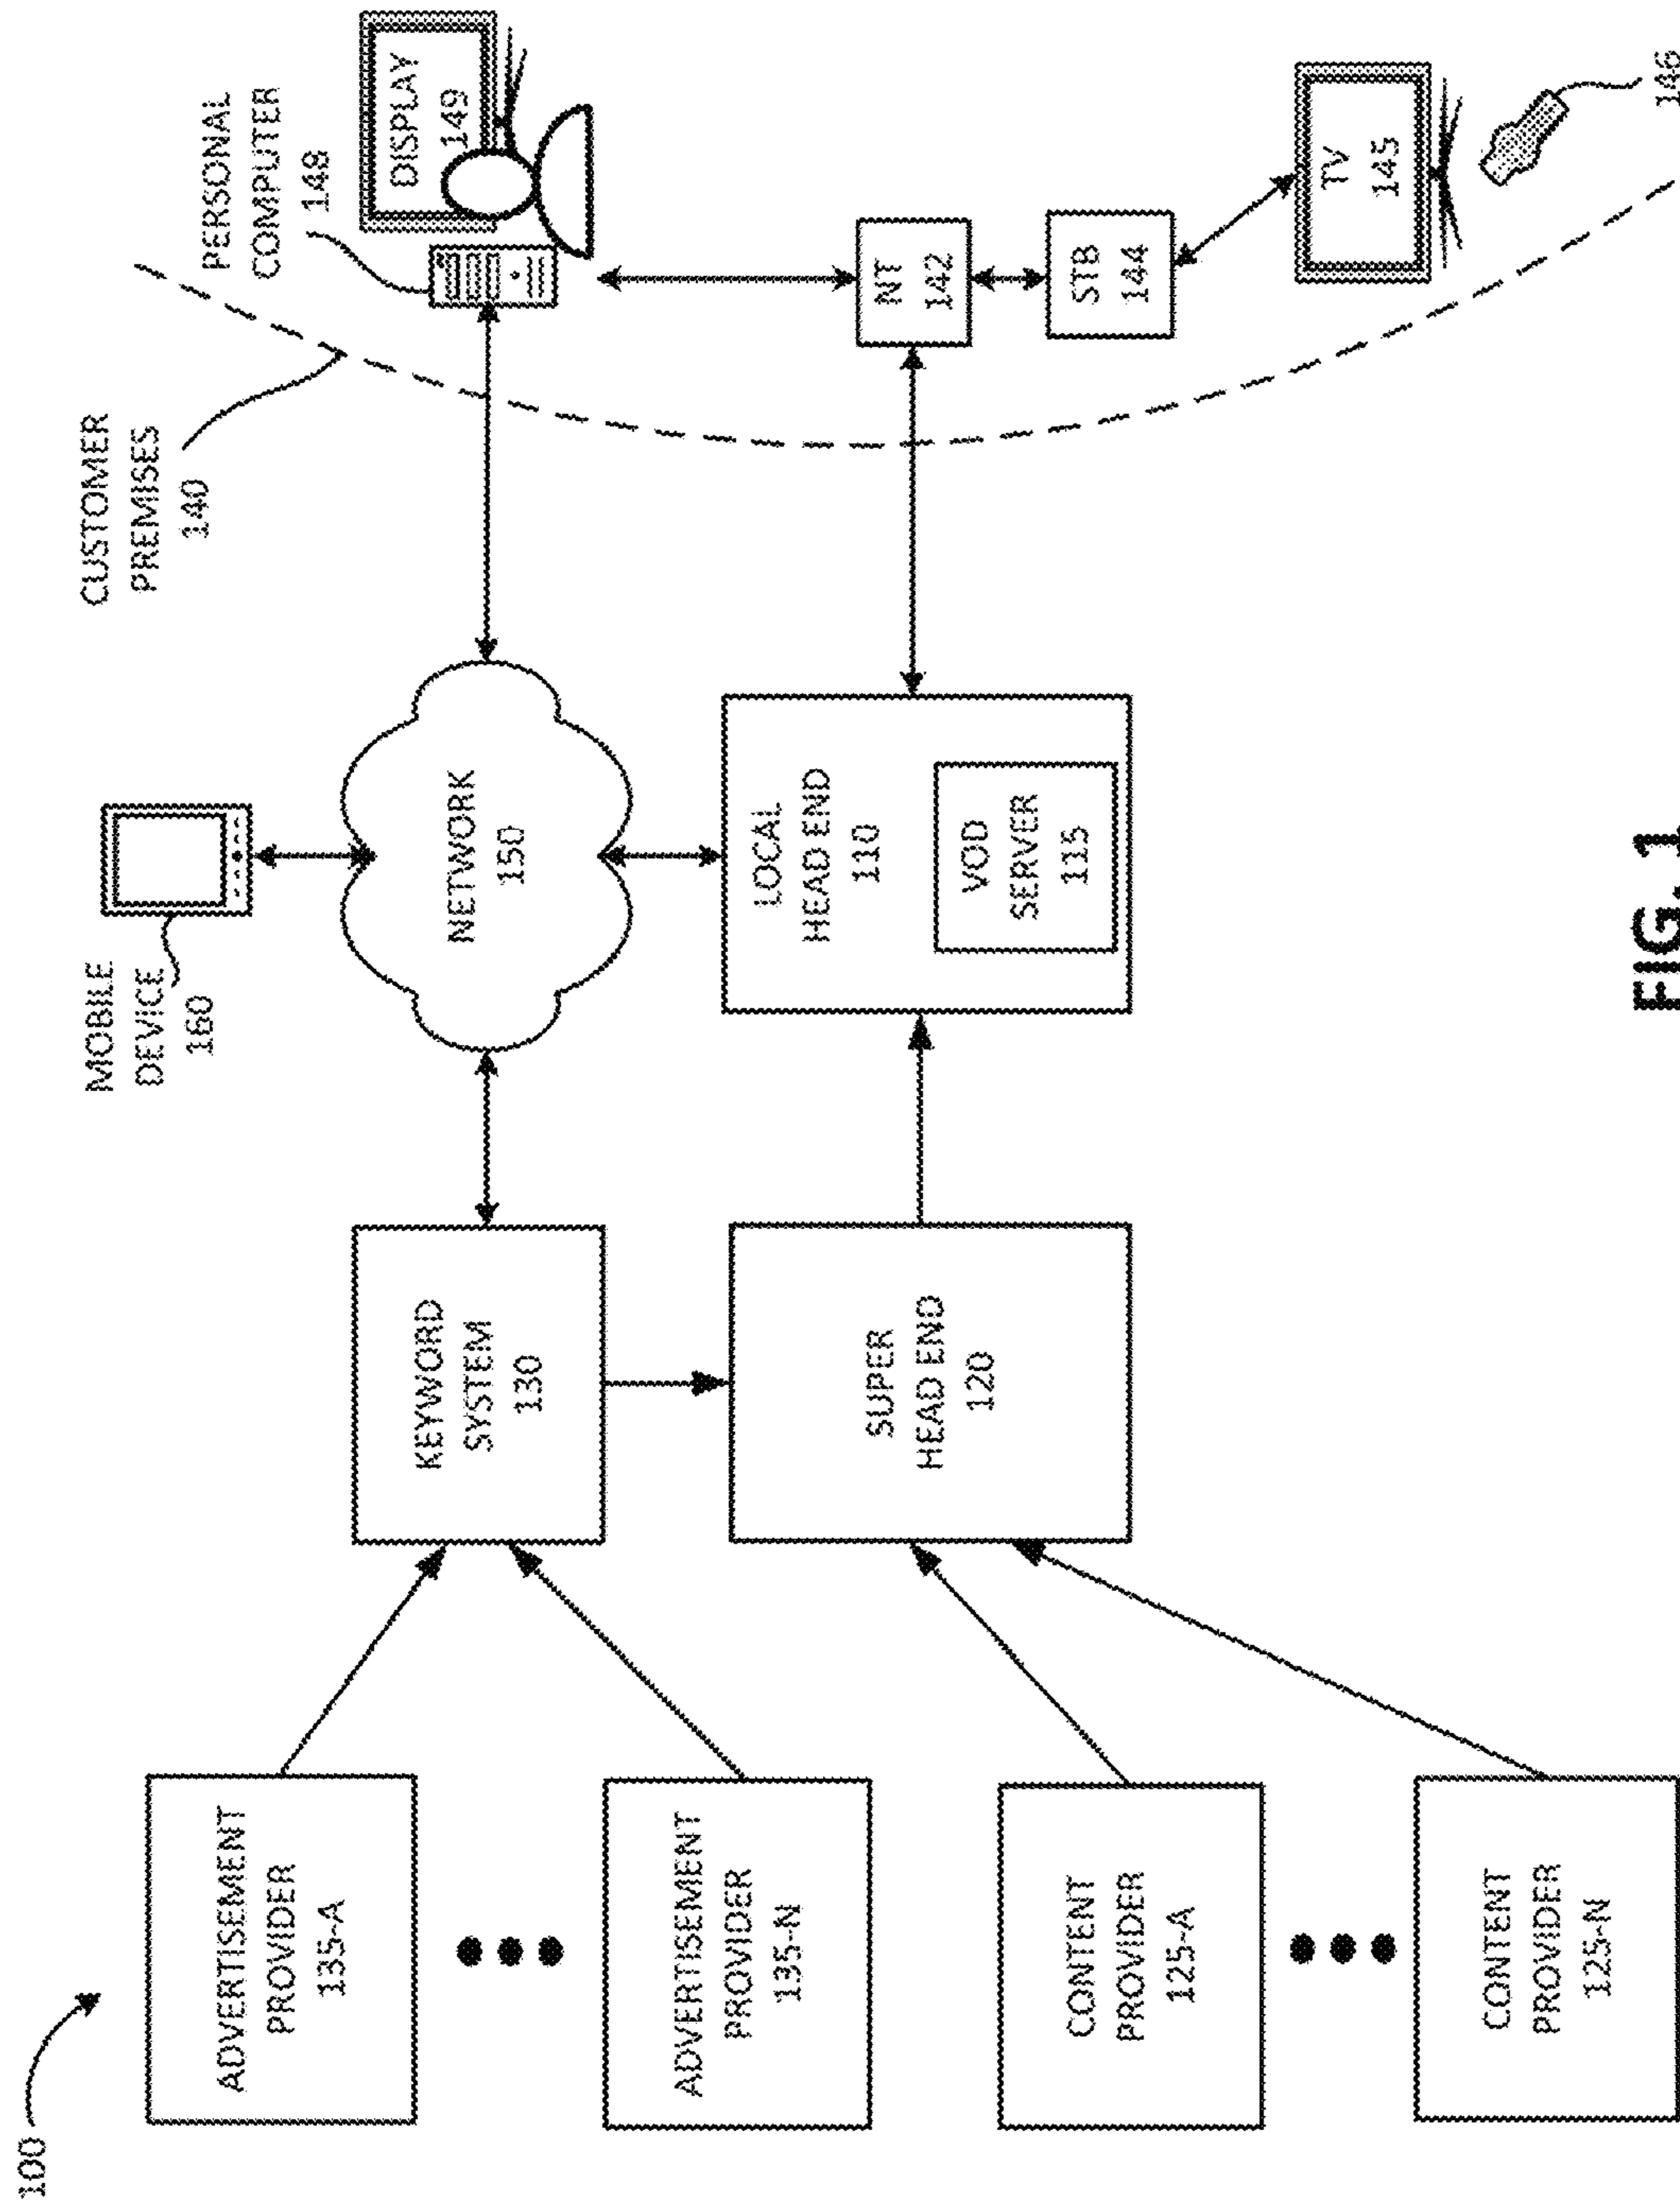 100
ADVERTISEMENT
PROVIDER
135-A
ADVERTISEMENT
PROVIDER
135-N
CONTENT
PROVIDER
125-A
CONTENT
PROVIDER
125-N
KEYWORD
SYSTEM
130
SUPER
HEAD END
120
MOBILE
DEVICE
160
NETWORK
150
LOCAL
HEAD END
110
VOD
SERVER
115
CUSTOMER
PREMISES
140
PERSONAL
COMPUTER
148
DISPLAY
149
NT
142
STB
144
TV
145
146
FIG. 1